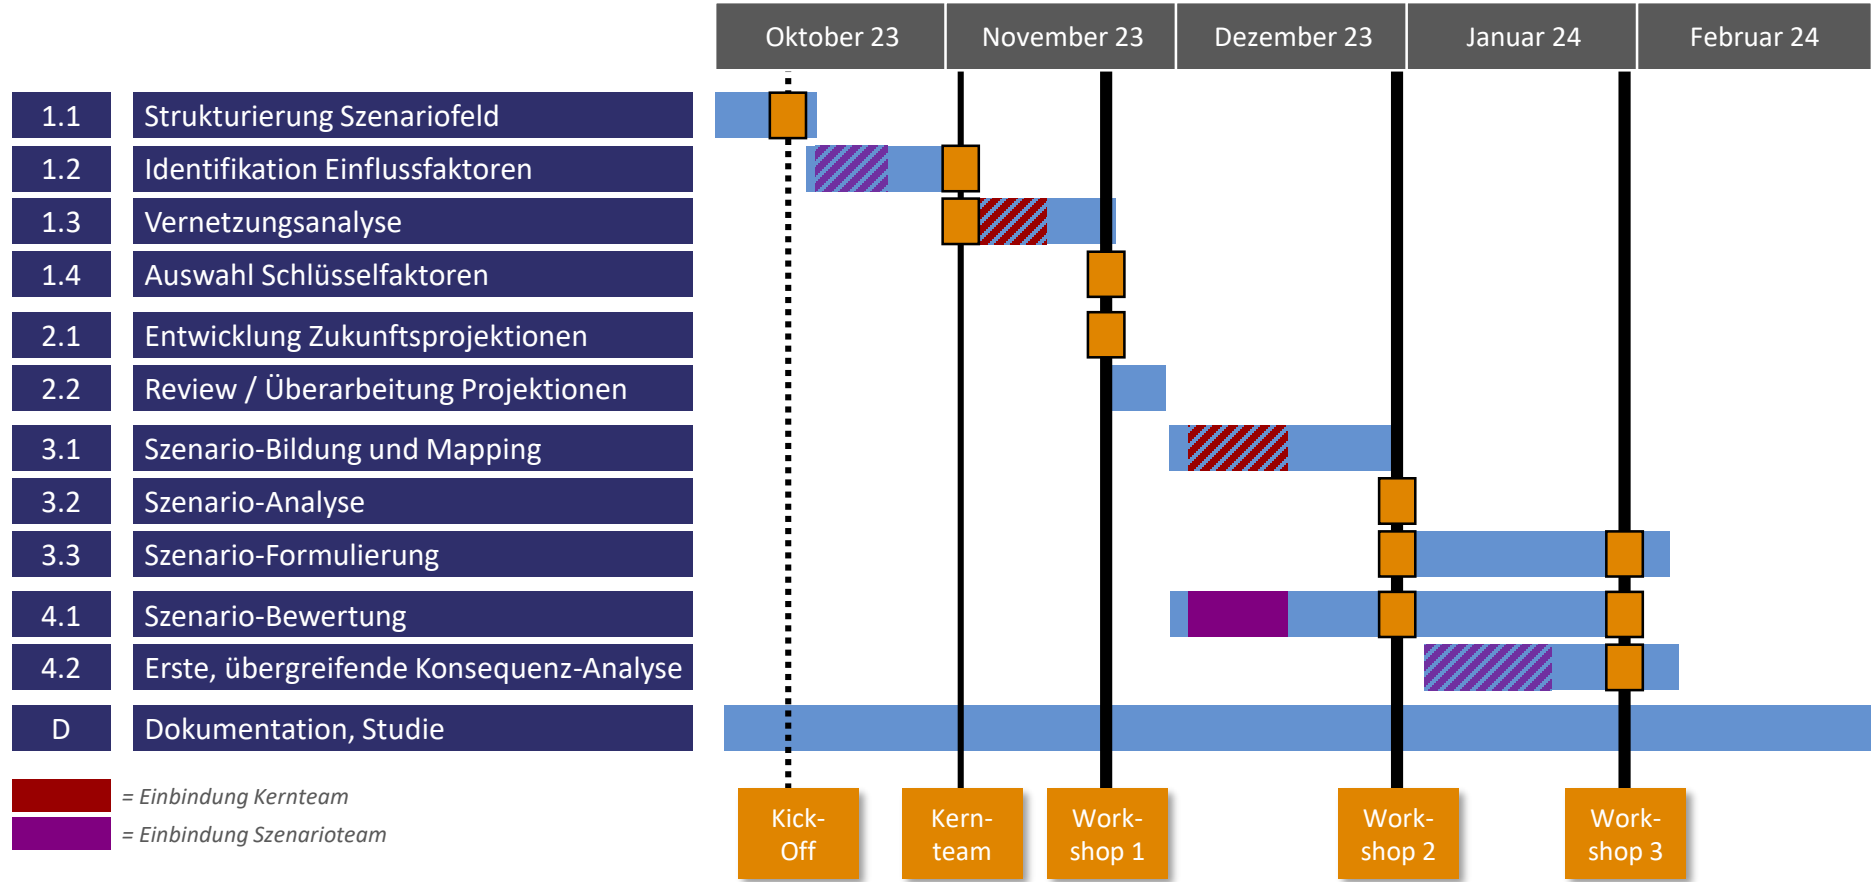 Oktober 23
November 23
Dezember 23
Januar 24
Februar 24
1.1 Strukturierung Szenariofeld
1.2 Identifikation Einflussfaktoren
1.3 Vernetzungsanalyse
1.4 Auswahl Schlüsselfaktoren
2.1 Entwicklung Zukunftsprojektionen
2.2 Review / Überarbeitung Projektionen
3.1 Szenario-Bildung und Mapping
3.2 Szenario-Analyse
3.3 Szenario-Formulierung
4.1 Szenario-Bewertung
4.2 Erste, übergreifende Konsequenz-Analyse
D Dokumentation, Studie
= Einbindung Kernteam
= Einbindung Szenarioteam
Kick-
Off
Kern-
team
Work-
shop 1
Work-
shop 2
Work-
shop 3